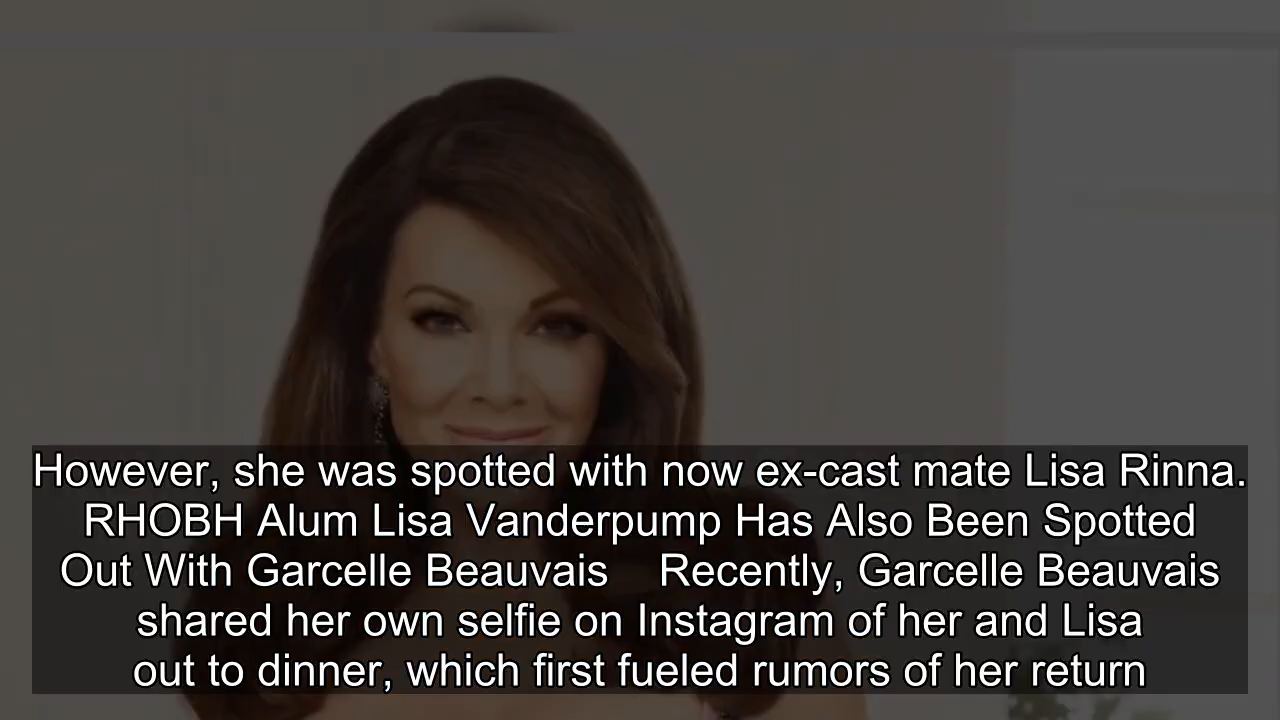 However, she was spotted with now ex-cast mate Lisa Rinna.
RHOBH Alum Lisa Vanderpump Has Also Been Spotted
Out With Garcelle Beauvais    Recently, Garcelle Beauvais
shared her own selfie on Instagram of her and Lisa
out to dinner, which first fueled rumors of her return